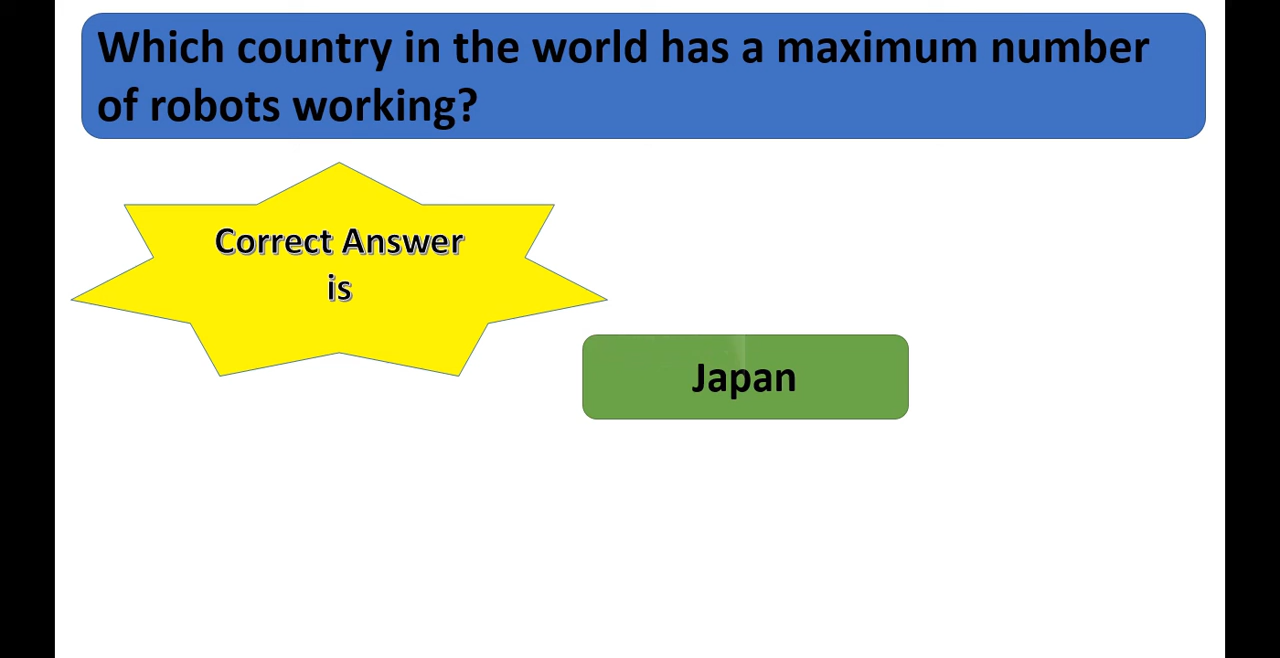 Which country in the world has a maximum number
of robots working?
Correct Answer
is
Japan